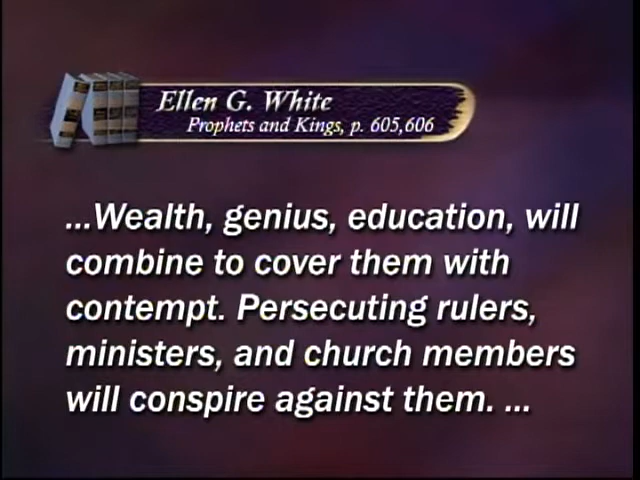 Ellen G. White
Prophets and Kings, p. 605,606
...Wealth, genius, education, will
combine to cover them with
contempt. Persecuting rulers,
ministers, and church members
will conspire against them. ...